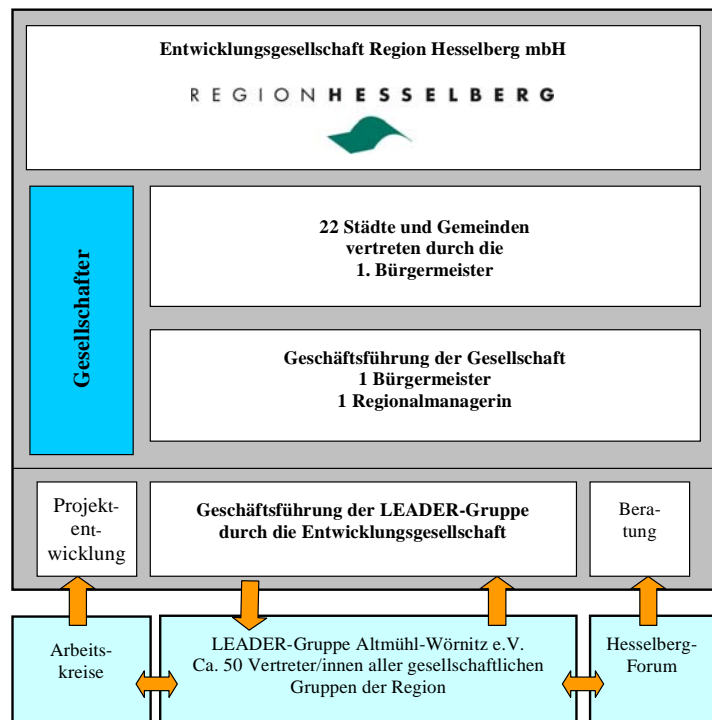 Entwicklungsgesellschaft Region Hesselberg mbH
REGIONHESSELBERG
Gesellschafter
22 Städte und Gemeinden
vertreten durch die
1. Bürgermeister
Geschäftsführung der Gesellschaft
1 Bürgermeister
1 Regionalmanagerin
Projekt-
ent-
wicklung
Geschäftsführung der LEADER-Gruppe
durch die Entwicklungsgesellschaft
Bera-
tung
Arbeits-
kreise
LEADER-Gruppe Altmühl-Wörnitz e.V.
Ca. 50 Vertreter/innen aller gesellschaftlichen
Gruppen der Region
Hesselberg-
Forum